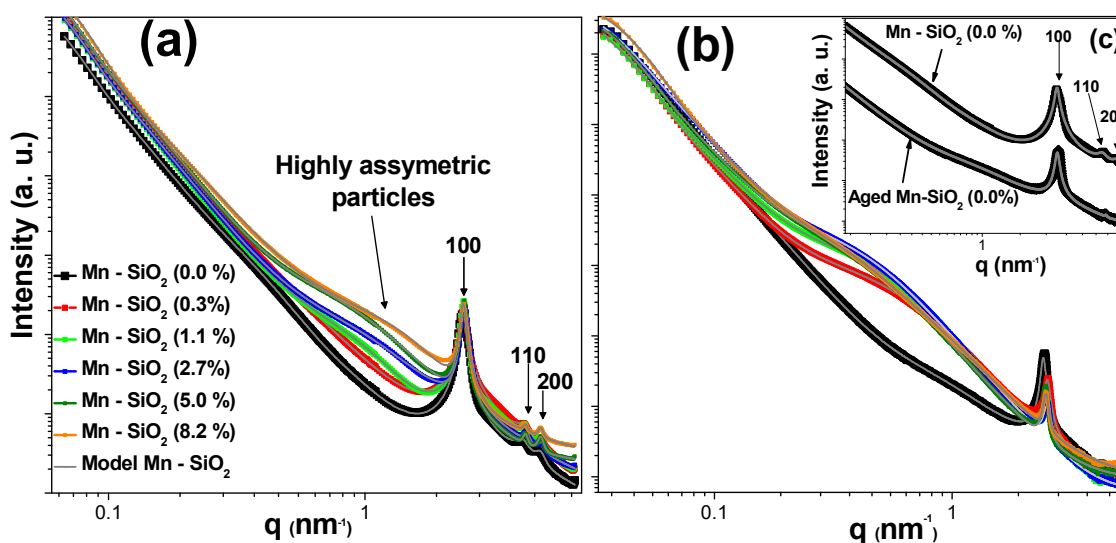 (a)
Intensity (a. u.)
Highly assymetric
particles
100
110
200
Mn - SiO2 (0.0 %)
Mn - SiO2 (0.3%)
Mn - SiO2 (1.1 %)
Mn - SiO2 (2.7%)
Mn - SiO2 (5.0 %)
Mn - SiO2 (8.2 %)
Model Mn - SiO2
0.1
1
q (nm-1)
(b)
0.1
1
q (nm-1)
(c)
Intensity (a. u.)
Mn - SiO2 (0.0 %)
100
110
20
Aged Mn-SiO2 (0.0%)
1
q (nm-1)